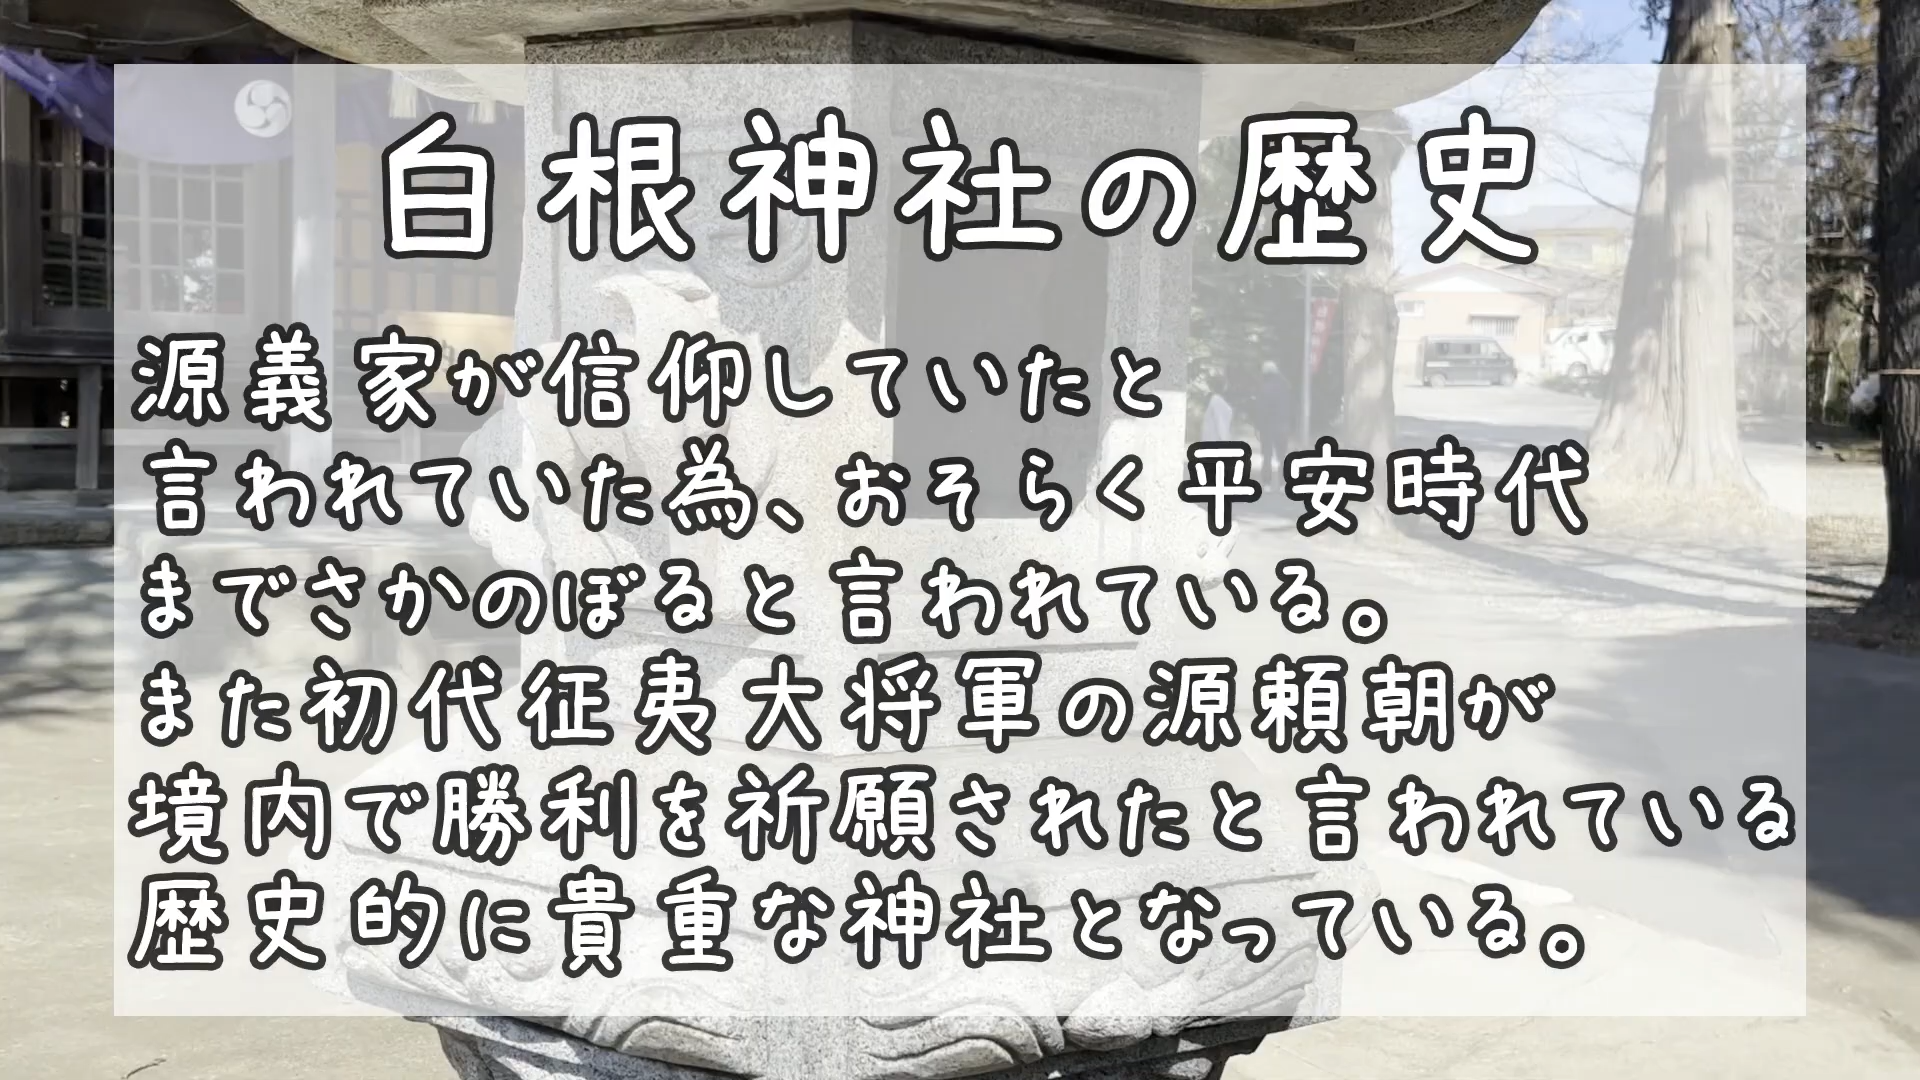 白根神社の歴史
源義家が信仰していたと
言われていた為、おそらく平安時代
までさかのぼると言われている。
また初代征夷大将軍の源頼朝が
境内で勝利を祈願されたと言われている
歴史的に貴重な神社となっている。